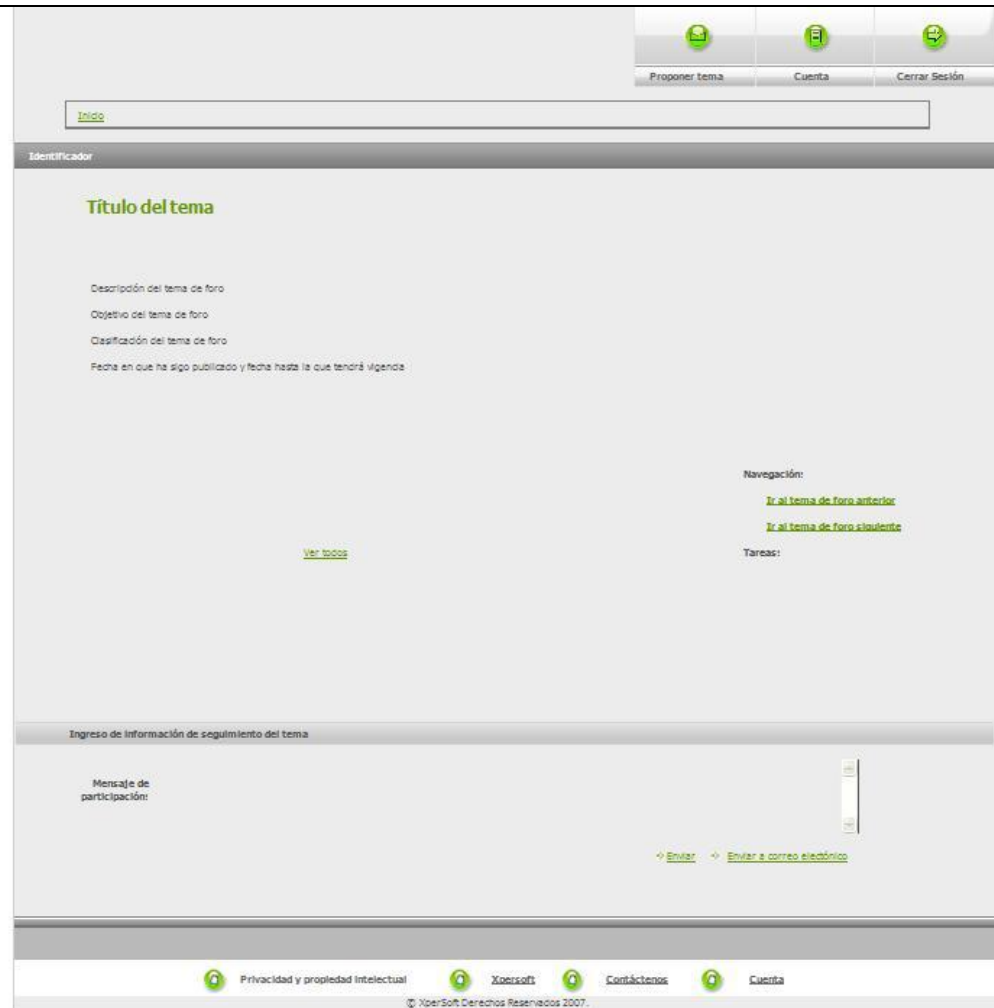 Proponer tema Cuenta Cerrar Sesión
Inicio
Identificador
Título del tema
Descripción del tema de foro
Objetivo del tema de foro
Clasificación del tema de foro
Fecha en que ha sigo publicado y fecha hasta la que tendrá vigencia
Navegación:
Ir al tema de foro anterior
Ir al tema de foro siguiente
Ver todos
Tareas:
Ingreso de información de seguimiento del tema
Mensaje de
participación:
Enviar Enviar a correo electrónico
Privacidad y propiedad intelectual Xpersoft Contáctenos Cuenta
© XperSoft Derechos Reservados 2007.